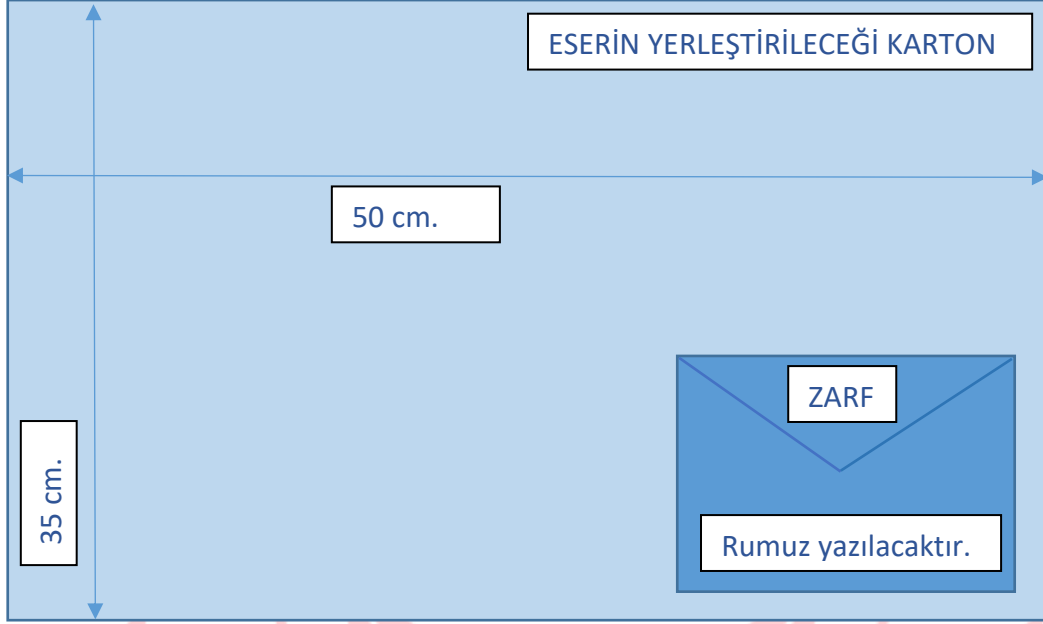 ESERİN YERLEŞTİRİLECEĞİ KARTON
50 cm.
35 cm.
ZARF
Rumuz yazılacaktır.